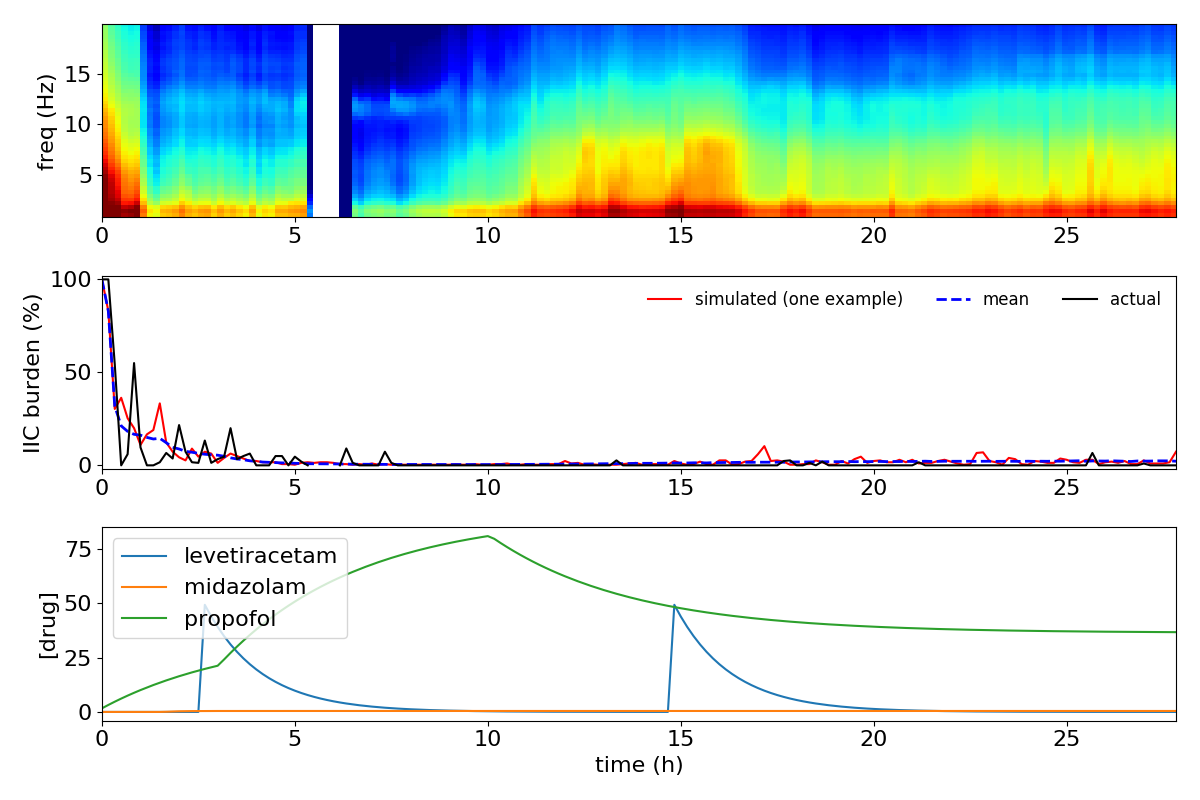 freq (Hz)
15
10
5
0 5 10 15 20 25
IIC burden (%)
100
50
0
simulated (one example) mean actual
0 5 10 15 20 25
[drug]
75
50
25
0
levetiracetam
midazolam
propofol
0 5 10 15 20 25
time (h)